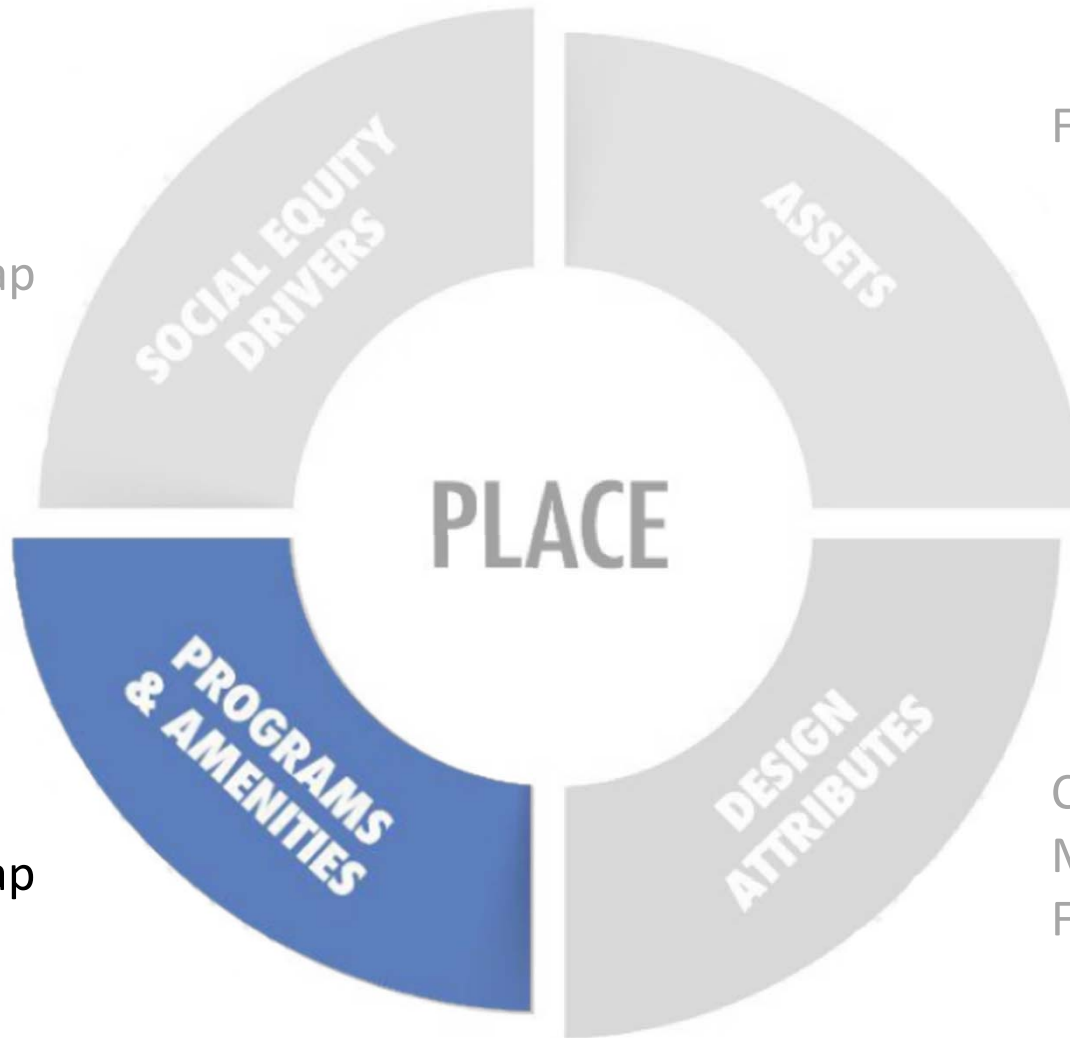 SOCIAL EQUITY
DRIVERS
ASSETS
PLACE
PROGRAMS
& AMENITIES
DESIGN
ATTRIBUTES